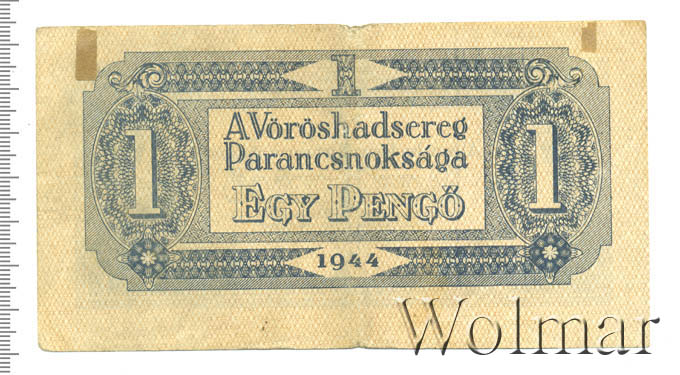 1
A Vöröshadsereg
Parancsnoksága
1
EGY PENGŐ
1
1944
Wolmar